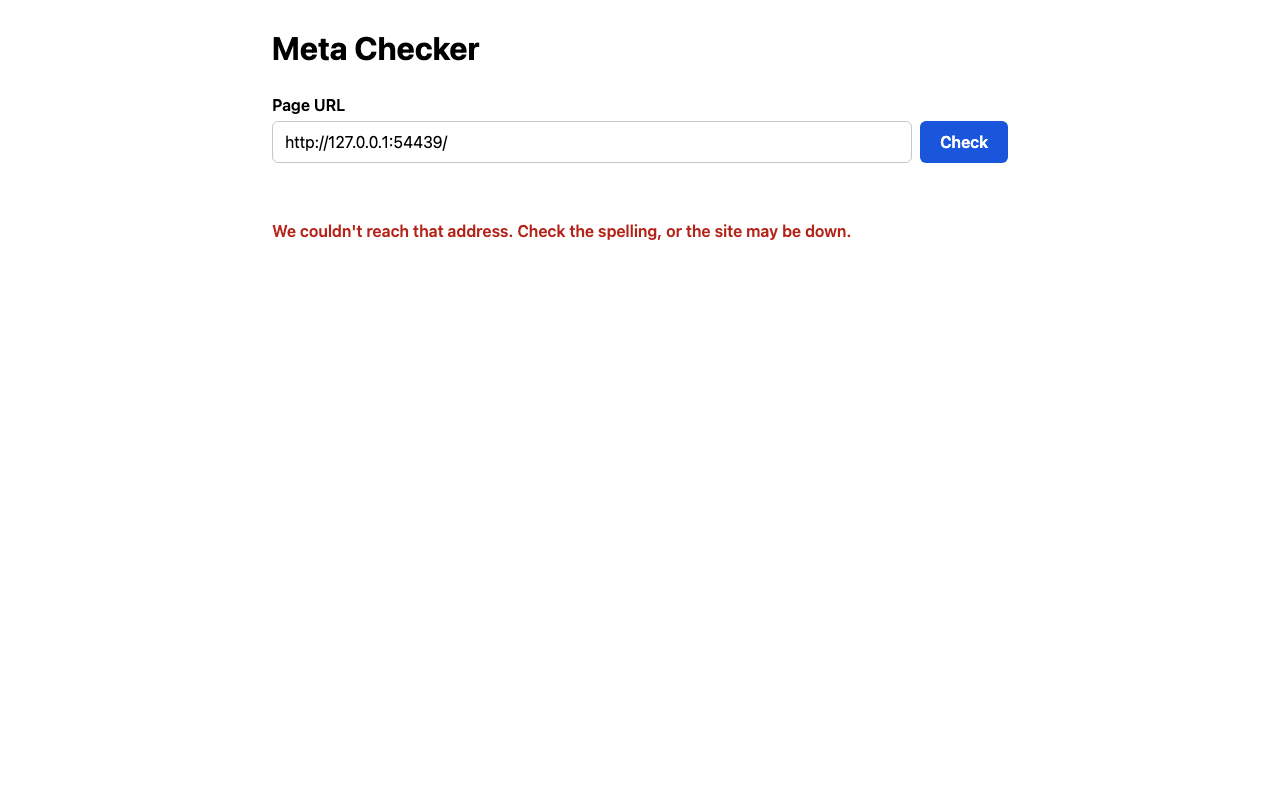 Meta Checker
Page URL
http://127.0.0.1:54439/
Check
We couldn't reach that address. Check the spelling, or the site may be down.